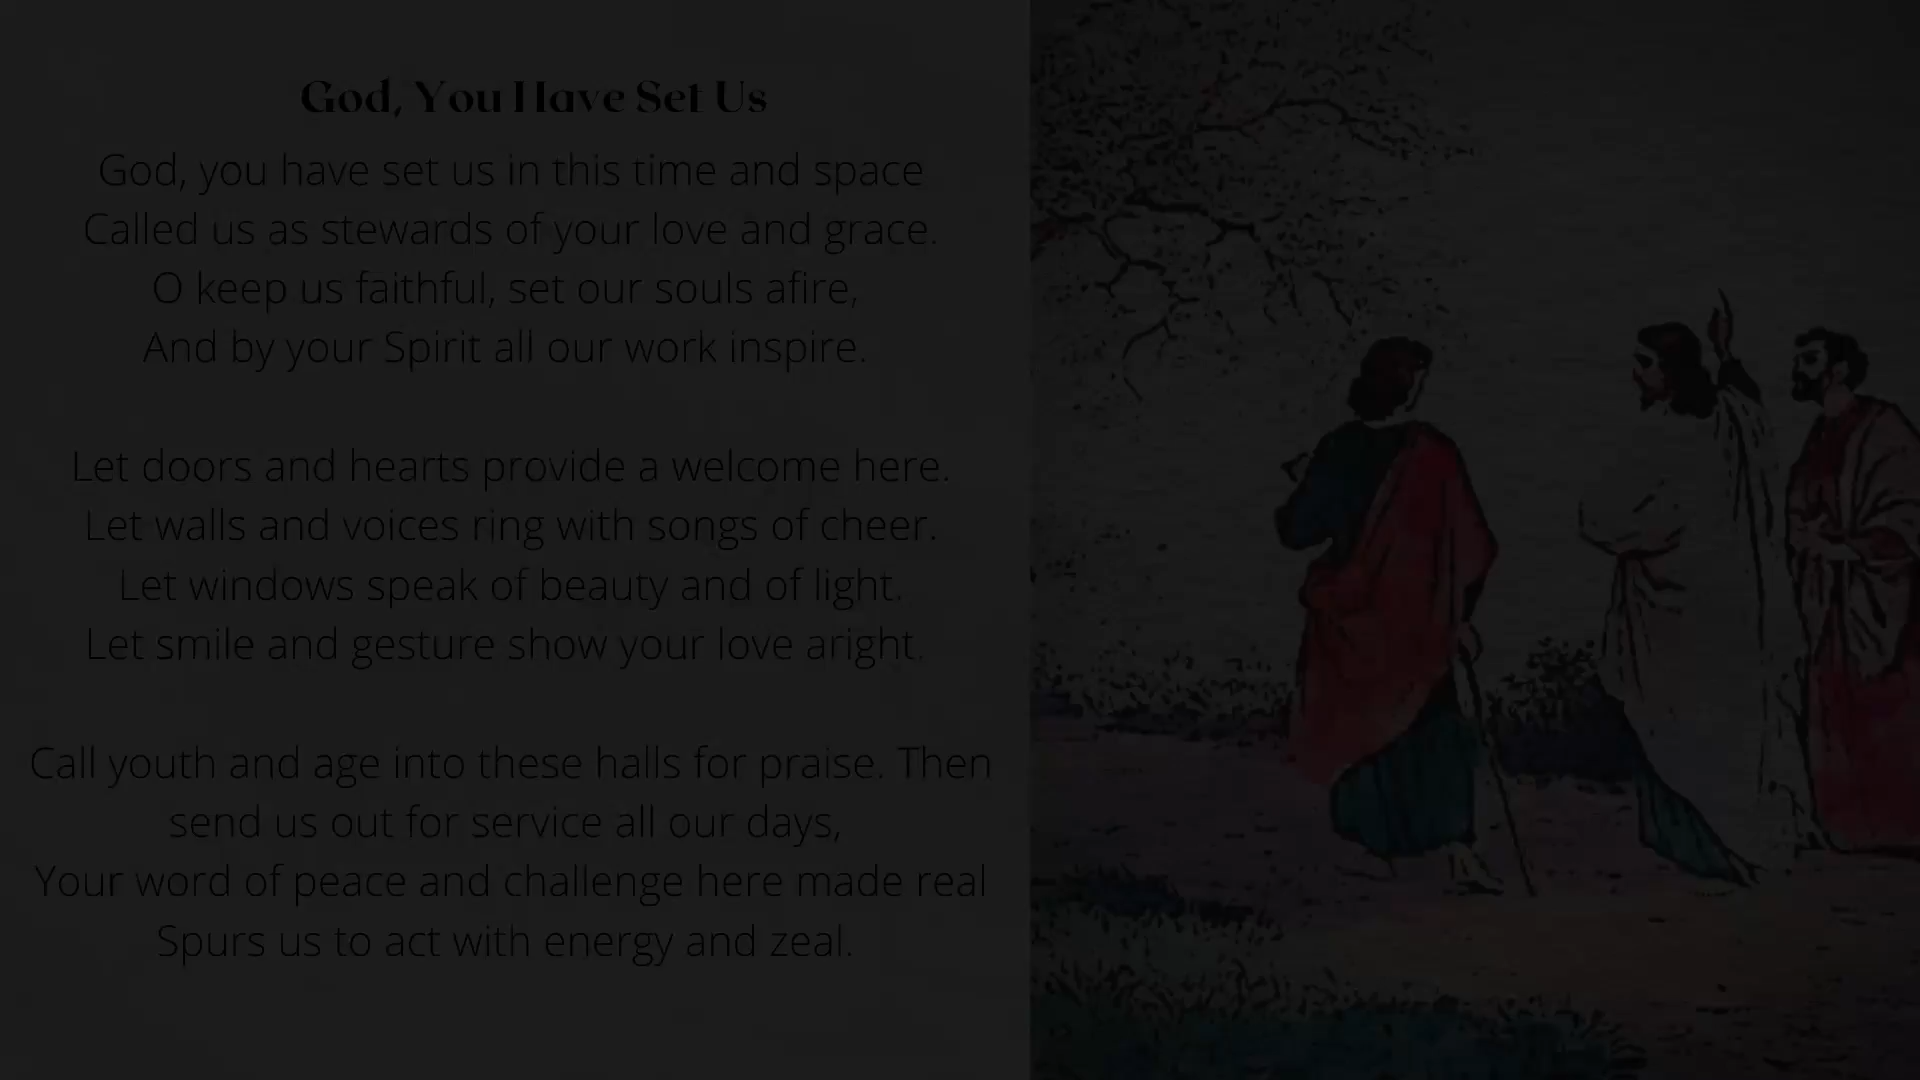 God, You Have Set Us
God, you have set us in this time and space
Called us as stewards of your love and grace.
O keep us faithful, set our souls afire,
And by your Spirit all our work inspire.
Let doors and hearts provide a welcome here.
Let walls and voices ring with songs of cheer.
Let windows speak of beauty and of light.
Let smile and gesture show your love aright.
Call youth and age into these halls for praise. Then
send us out for service all our days,
Your word of peace and challenge here made real
Spurs us to act with energy and zeal.